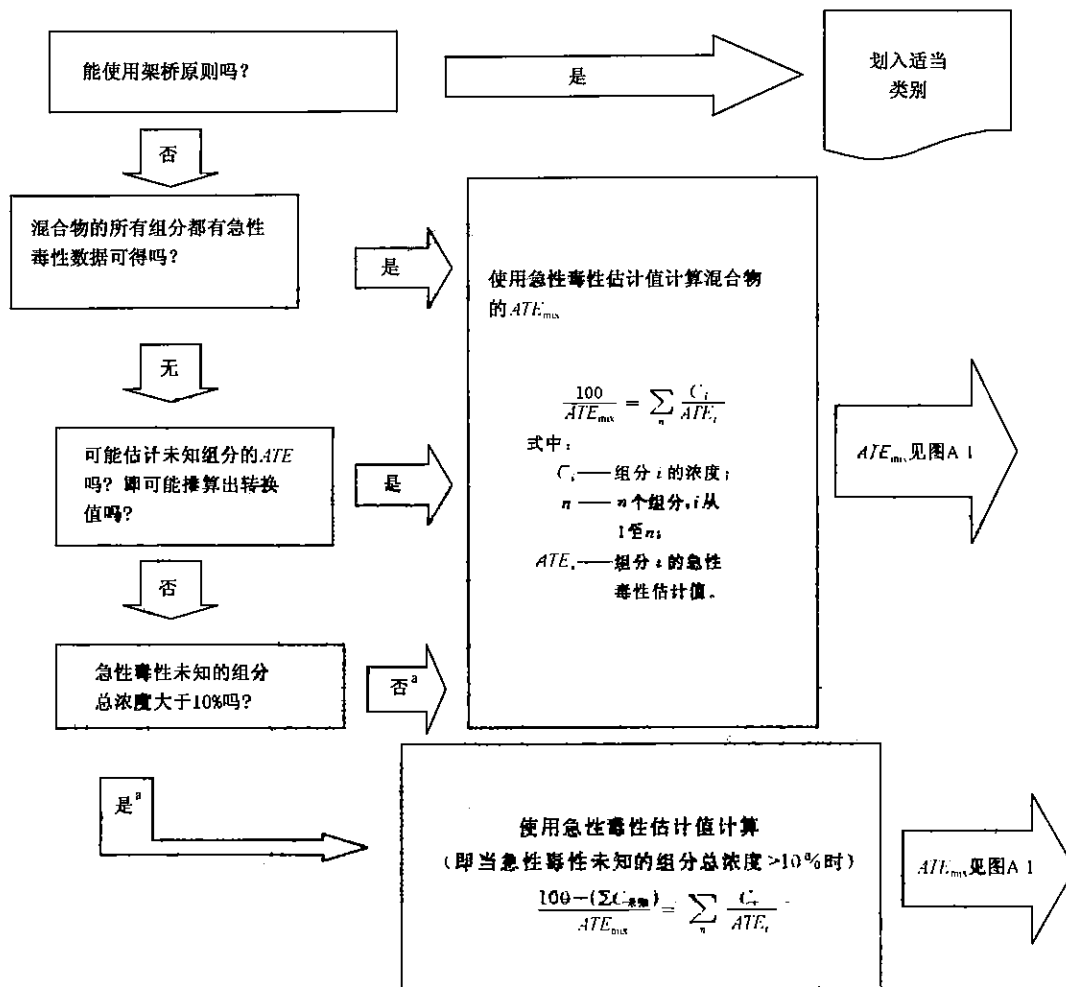 能使用架桥原则吗?
是
划入适当
类别
否
混合物的所有组分都有急性
毒性数据可得吗?
是
使用急性毒性估计值计算混合物
的ATEmix
100/ATEmix = ∑n Ci/ATEi
式中:
Ci——组分i的浓度;
n——n个组分,i从
1至n;
ATEi——组分i的急性
毒性估计值。
ATEmix见图A.1
无
可能估计未知组分的ATE
吗?即可能推算出转换
值吗?
是
否
急性毒性未知的组分
总浓度大于10%吗?
否a
是a
使用急性毒性估计值计算
(即当急性毒性未知的组分总浓度>10%时)
100-(∑C未知)/ATEmix = ∑n Ci/ATEi
ATEmix见图A.1